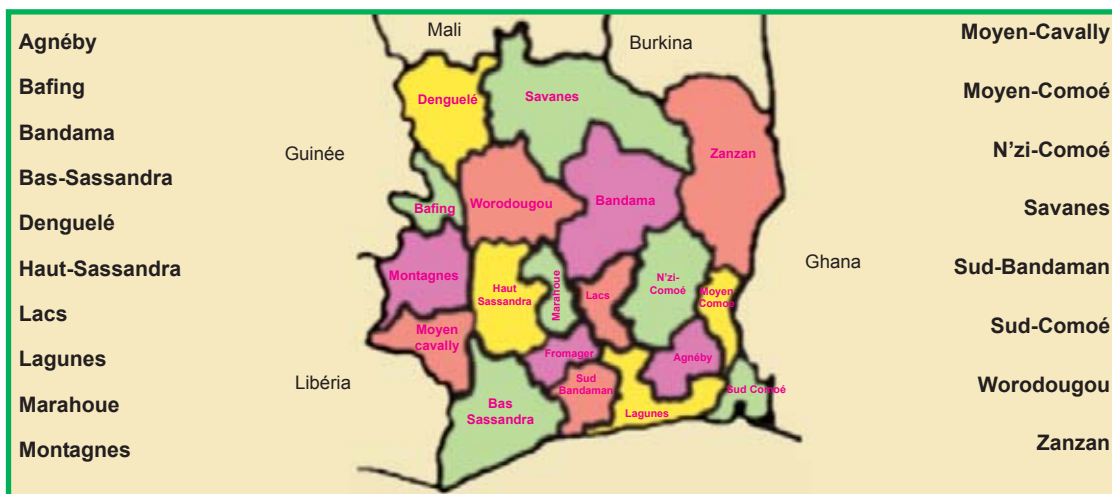 Agnéby
Bafing
Bandama
Bas-Sassandra
Denguelé
Haut-Sassandra
Lacs
Lagunes
Marahoue
Montagnes
Mali
Burkina
Guinée
Ghana
Libéria
Denguelé
Savanes
Zanzan
Bafing
Worodougou
Bandama
Montagnes
Haut
Sassandra
Marahoue
Lacs
N'zi-
Comoé
Moyen
Comoé
Moyen
cavally
Fromager
Agnéby
Sud
Bandaman
Bas
Sassandra
Lagunes
Sud Comoé
Moyen-Cavally
Moyen-Comoé
N'zi-Comoé
Savanes
Sud-Bandaman
Sud-Comoé
Worodougou
Zanzan